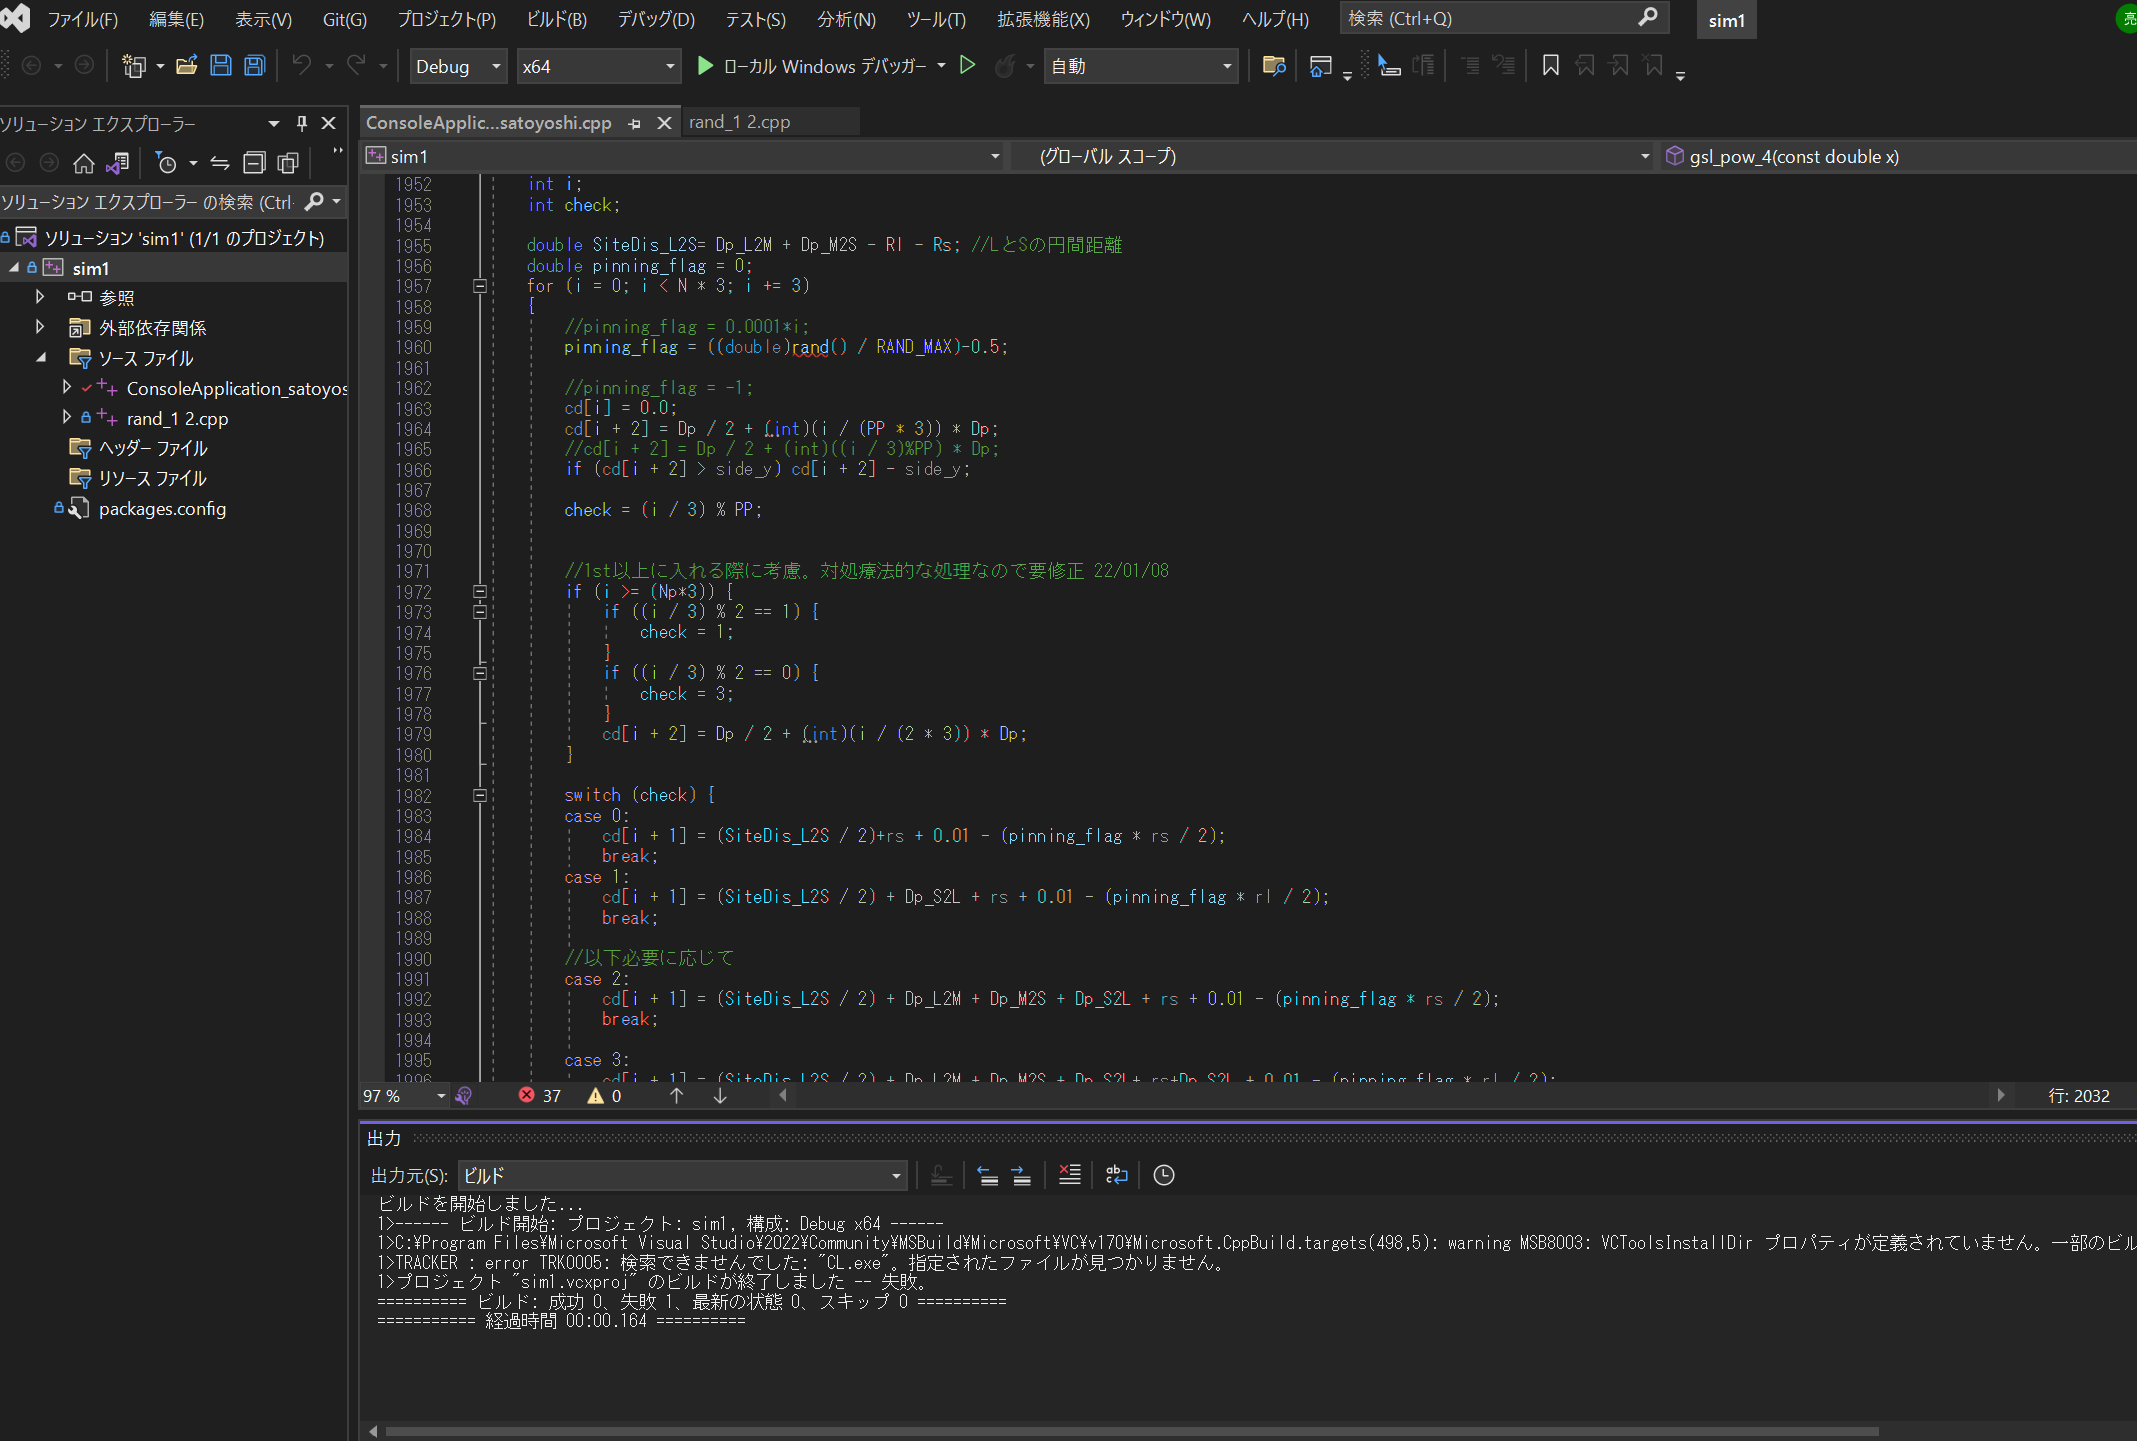 ファイル(F) 編集(E) 表示(V) Git(G) プロジェクト(P) ビルド(B) デバッグ(D) テスト(S) 分析(N) ツール(T) 拡張機能(X) ウィンドウ(W) ヘルプ(H) 検索 (Ctrl+Q) sim1 亮
Debug x64 ローカル Windows デバッガー 自動
ソリューション エクスプローラー
ソリューション エクスプローラー の検索 (Ctrl
ソリューション 'sim1' (1/1 のプロジェクト)
sim1
参照
外部依存関係
ソース ファイル
ConsoleApplication_satoyos
rand_1 2.cpp
ヘッダー ファイル
リソース ファイル
packages.config
ConsoleApplic...satoyoshi.cpp rand_1 2.cpp
sim1 (グローバル スコープ) gsl_pow_4(const double x)
1952 int i;
1953 int check;
1954
1955 double SiteDis_L2S= Dp_L2M + Dp_M2S - Rl - Rs; //LとSの円間距離
1956 double pinning_flag = 0;
1957 for (i = 0; i < N * 3; i += 3)
1958 {
1959 //pinning_flag = 0.0001*i;
1960 pinning_flag = ((double)rand() / RAND_MAX)-0.5;
1961
1962 //pinning_flag = -1;
1963 cd[i] = 0.0;
1964 cd[i + 2] = Dp / 2 + (int)(i / (PP * 3)) * Dp;
1965 //cd[i + 2] = Dp / 2 + (int)((i / 3)%PP) * Dp;
1966 if (cd[i + 2] > side_y) cd[i + 2] - side_y;
1967
1968 check = (i / 3) % PP;
1969
1970
1971 //1st以上に入れる際に考慮。対処療法的な処理なので要修正 22/01/08
1972 if (i >= (Np*3)) {
1973 if ((i / 3) % 2 == 1) {
1974 check = 1;
1975 }
1976 if ((i / 3) % 2 == 0) {
1977 check = 3;
1978 }
1979 cd[i + 2] = Dp / 2 + (int)(i / (2 * 3)) * Dp;
1980 }
1981
1982 switch (check) {
1983 case 0:
1984 cd[i + 1] = (SiteDis_L2S / 2)+rs + 0.01 - (pinning_flag * rs / 2);
1985 break;
1986 case 1:
1987 cd[i + 1] = (SiteDis_L2S / 2) + Dp_S2L + rs + 0.01 - (pinning_flag * rl / 2);
1988 break;
1989
1990 //以下必要に応じて
1991 case 2:
1992 cd[i + 1] = (SiteDis_L2S / 2) + Dp_L2M + Dp_M2S + Dp_S2L + rs + 0.01 - (pinning_flag * rs / 2);
1993 break;
1994
1995 case 3:
1996 cd[i + 1] = (SiteDis_L2S / 2) + Dp_L2M + Dp_M2S + Dp_S2L+ rs+Dp_S2L + 0.01 - (pinning_flag * rl / 2);
97 % 37 0 行: 2032
出力
出力元(S): ビルド
ビルドを開始しました...
1>------ ビルド開始: プロジェクト: sim1, 構成: Debug x64 ------
1>C:¥Program Files¥Microsoft Visual Studio¥2022¥Community¥MSBuild¥Microsoft¥VC¥v170¥Microsoft.CppBuild.targets(498,5): warning MSB8003: VCToolsInstallDir プロパティが定義されていません。一部のビル
1>TRACKER : error TRK0005: 検索できませんでした: "CL.exe"。指定されたファイルが見つかりません。
1>プロジェクト "sim1.vcxproj" のビルドが終了しました -- 失敗。
========== ビルド: 成功 0、失敗 1、最新の状態 0、スキップ 0 ==========
=========== 経過時間 00:00.164 ==========